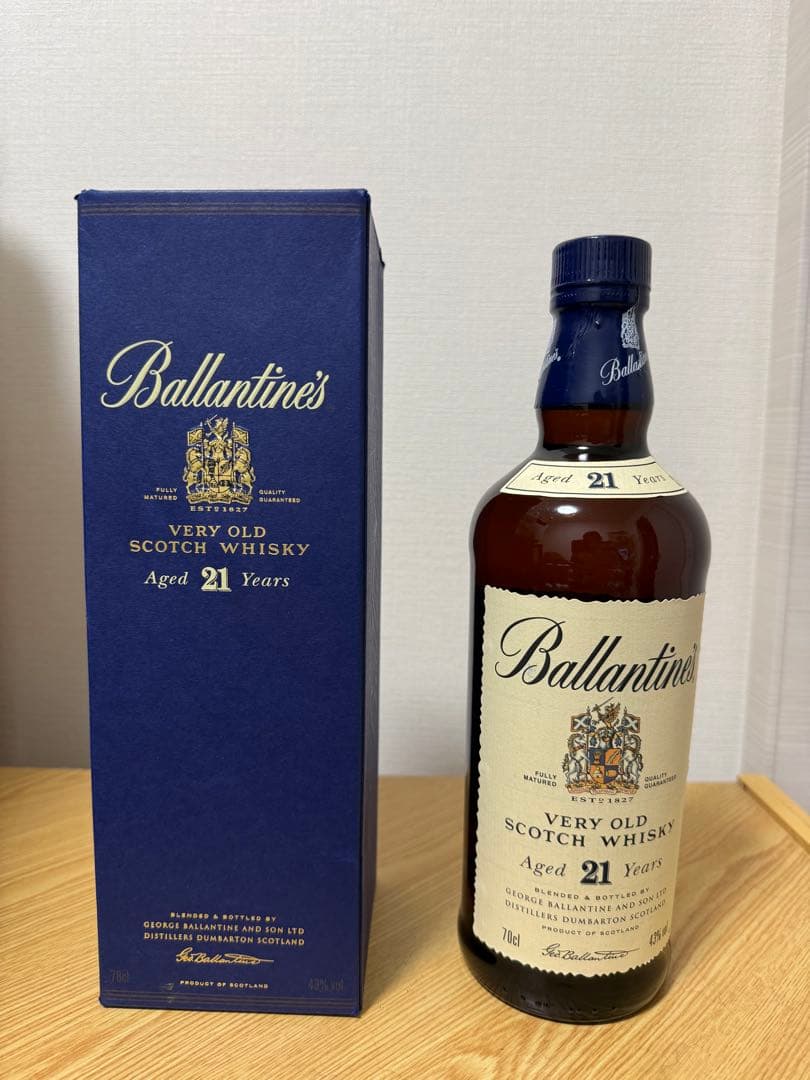 Ballantine's
FULLY
MATURED
QUALITY
GUARANTEED
ESTD 1827
VERY OLD
SCOTCH WHISKY
Aged 21 Years
BLENDED & BOTTLED BY
GEORGE BALLANTINE AND SON LTD
DISTILLERS DUMBARTON SCOTLAND
Geo Ballantine
70cl
PRODUCT OF SCOTLAND
43% vol
Aged 21 Years
Ballantine's
FULLY
MATURED
QUALITY
GUARANTEED
ESTD 1827
VERY OLD
SCOTCH WHISKY
Aged 21 Years
BLENDED & BOTTLED BY
GEORGE BALLANTINE AND SON LTD
DISTILLERS DUMBARTON SCOTLAND
PRODUCT OF SCOTLAND
70cl
43% vol
Geo Ballantine